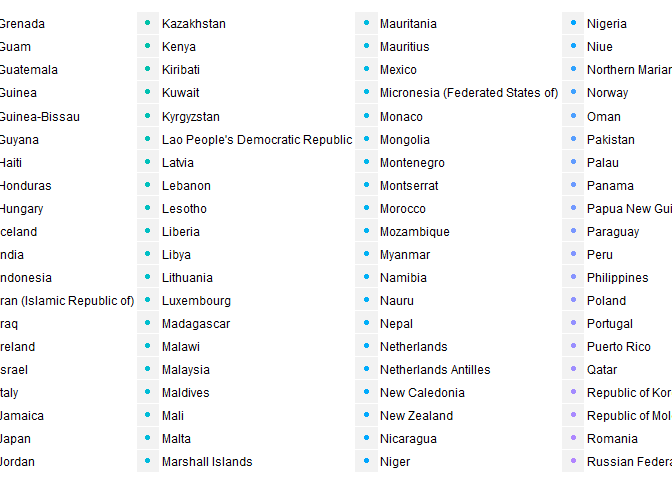 Grenada
Guam
Guatemala
Guinea
Guinea-Bissau
Guyana
Haiti
Honduras
Hungary
celand
ndia
ndonesia
ran (Islamic Republic of)
raq
reland
srael
taly
Jamaica
Japan
Jordan
Kazakhstan
Kenya
Kiribati
Kuwait
Kyrgyzstan
Lao People's Democratic Republic
Latvia
Lebanon
Lesotho
Liberia
Libya
Lithuania
Luxembourg
Madagascar
Malawi
Malaysia
Maldives
Mali
Malta
Marshall Islands
Mauritania
Mauritius
Mexico
Micronesia (Federated States of)
Monaco
Mongolia
Montenegro
Montserrat
Morocco
Mozambique
Myanmar
Namibia
Nauru
Nepal
Netherlands
Netherlands Antilles
New Caledonia
New Zealand
Nicaragua
Niger
Nigeria
Niue
Northern Marian
Norway
Oman
Pakistan
Palau
Panama
Papua New Gui
Paraguay
Peru
Philippines
Poland
Portugal
Puerto Rico
Qatar
Republic of Kor
Republic of Mol
Romania
Russian Federa